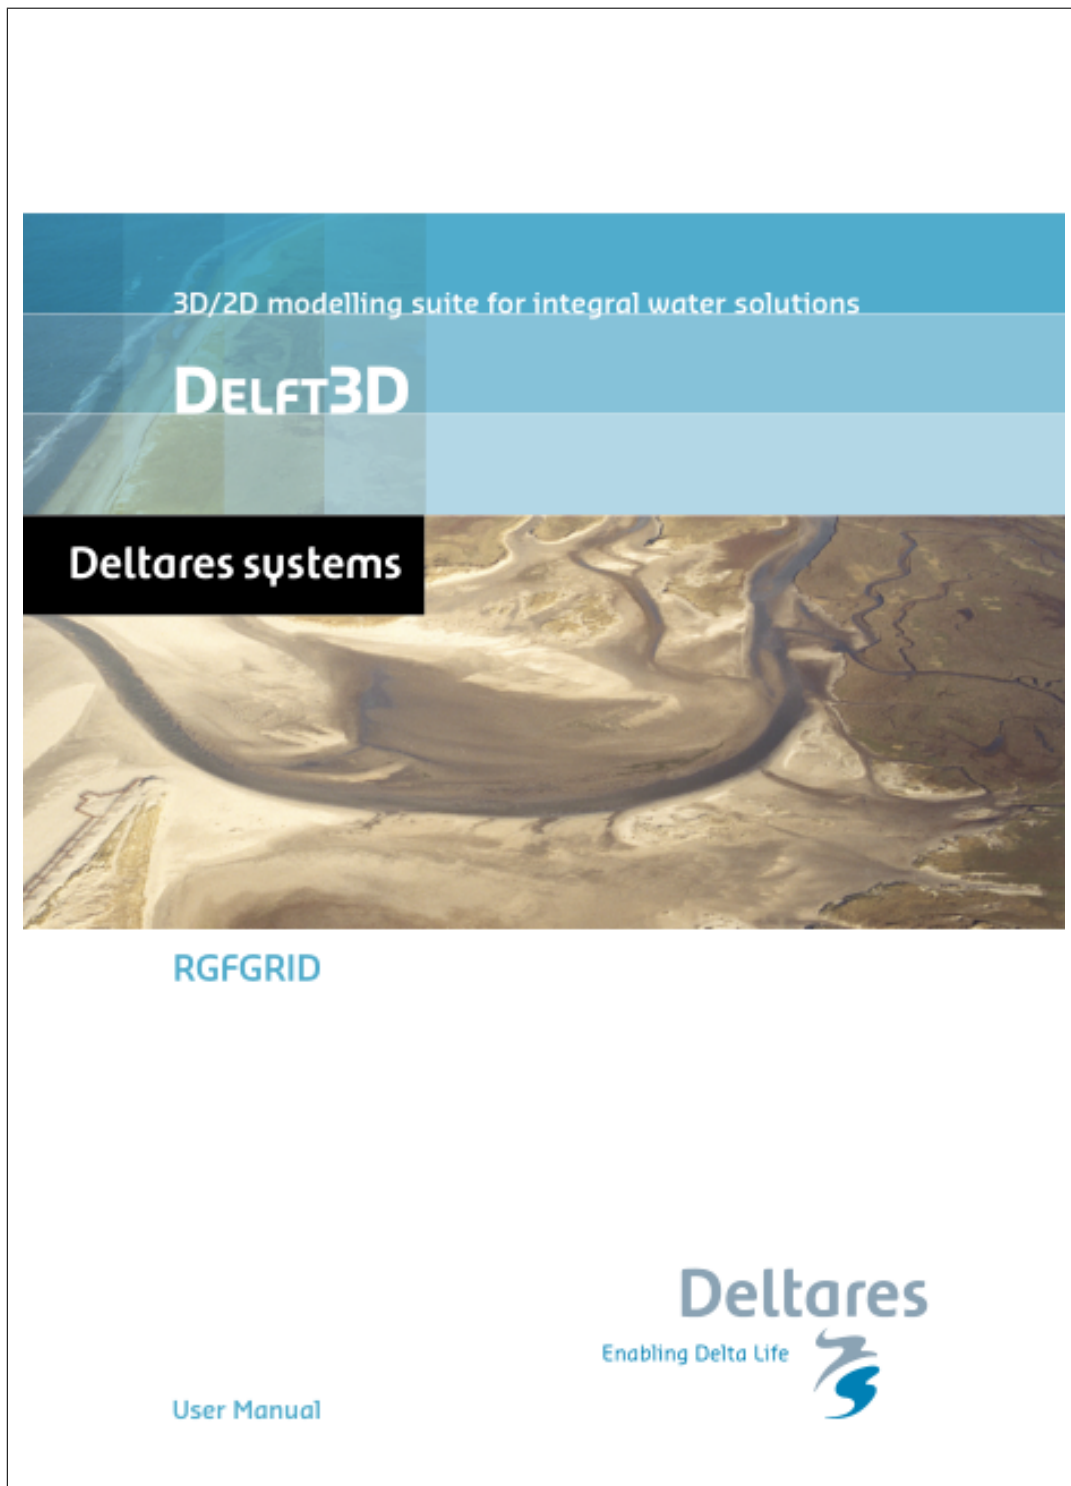 3D/2D modelling suite for integral water solutions
DELFT3D
Deltares systems
RGFGRID
Deltares
Enabling Delta Life
User Manual